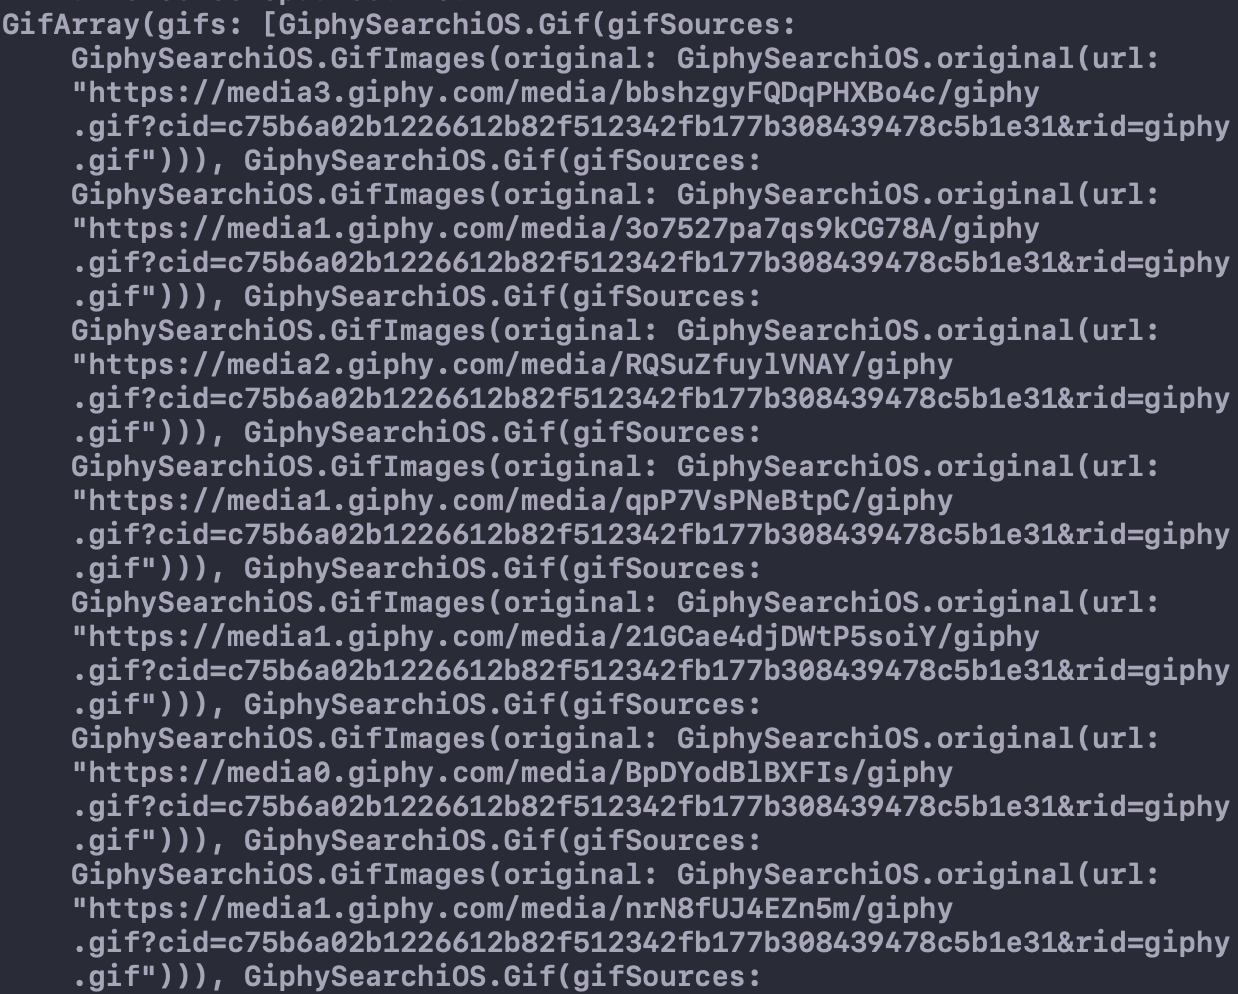 GifArray(gifs: [GiphySearchiOS.Gif(gifSources:
GiphySearchiOS.GifImages(original: GiphySearchiOS.original(url:
"https://media3.giphy.com/media/bbshzgyFQDqPHXBo4c/giphy
.gif?cid=c75b6a02b1226612b82f512342fb177b308439478c5b1e31&rid=giphy
.gif"))), GiphySearchiOS.Gif(gifSources:
GiphySearchiOS.GifImages(original: GiphySearchiOS.original(url:
"https://media1.giphy.com/media/3o7527pa7qs9kCG78A/giphy
.gif?cid=c75b6a02b1226612b82f512342fb177b308439478c5b1e31&rid=giphy
.gif"))), GiphySearchiOS.Gif(gifSources:
GiphySearchiOS.GifImages(original: GiphySearchiOS.original(url:
"https://media2.giphy.com/media/RQSuZfuylVNAY/giphy
.gif?cid=c75b6a02b1226612b82f512342fb177b308439478c5b1e31&rid=giphy
.gif"))), GiphySearchiOS.Gif(gifSources:
GiphySearchiOS.GifImages(original: GiphySearchiOS.original(url:
"https://media1.giphy.com/media/qpP7VsPNeBtpC/giphy
.gif?cid=c75b6a02b1226612b82f512342fb177b308439478c5b1e31&rid=giphy
.gif"))), GiphySearchiOS.Gif(gifSources:
GiphySearchiOS.GifImages(original: GiphySearchiOS.original(url:
"https://media1.giphy.com/media/21GCae4djDWtP5soiY/giphy
.gif?cid=c75b6a02b1226612b82f512342fb177b308439478c5b1e31&rid=giphy
.gif"))), GiphySearchiOS.Gif(gifSources:
GiphySearchiOS.GifImages(original: GiphySearchiOS.original(url:
"https://media0.giphy.com/media/BpDYodBlBXFIs/giphy
.gif?cid=c75b6a02b1226612b82f512342fb177b308439478c5b1e31&rid=giphy
.gif"))), GiphySearchiOS.Gif(gifSources:
GiphySearchiOS.GifImages(original: GiphySearchiOS.original(url:
"https://media1.giphy.com/media/nrN8fUJ4EZn5m/giphy
.gif?cid=c75b6a02b1226612b82f512342fb177b308439478c5b1e31&rid=giphy
.gif"))), GiphySearchiOS.Gif(gifSources: